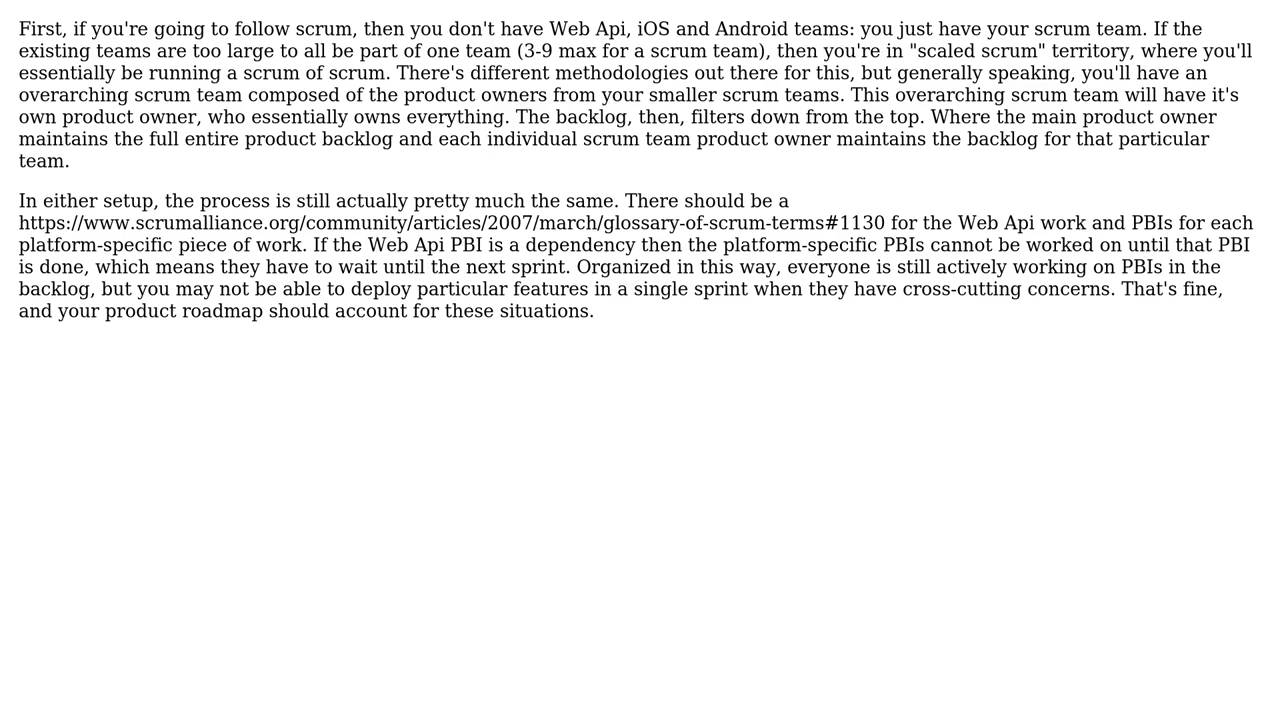 First, if you're going to follow scrum, then you don't have Web Api, iOS and Android teams: you just have your scrum team. If the
existing teams are too large to all be part of one team (3-9 max for a scrum team), then you're in "scaled scrum" territory, where you'll
essentially be running a scrum of scrum. There's different methodologies out there for this, but generally speaking, you'll have an
overarching scrum team composed of the product owners from your smaller scrum teams. This overarching scrum team will have it's
own product owner, who essentially owns everything. The backlog, then, filters down from the top. Where the main product owner
maintains the full entire product backlog and each individual scrum team product owner maintains the backlog for that particular
team.
In either setup, the process is still actually pretty much the same. There should be a
https://www.scrumalliance.org/community/articles/2007/march/glossary-of-scrum-terms#1130 for the Web Api work and PBIs for each
platform-specific piece of work. If the Web Api PBI is a dependency then the platform-specific PBIs cannot be worked on until that PBI
is done, which means they have to wait until the next sprint. Organized in this way, everyone is still actively working on PBIs in the
backlog, but you may not be able to deploy particular features in a single sprint when they have cross-cutting concerns. That's fine,
and your product roadmap should account for these situations.